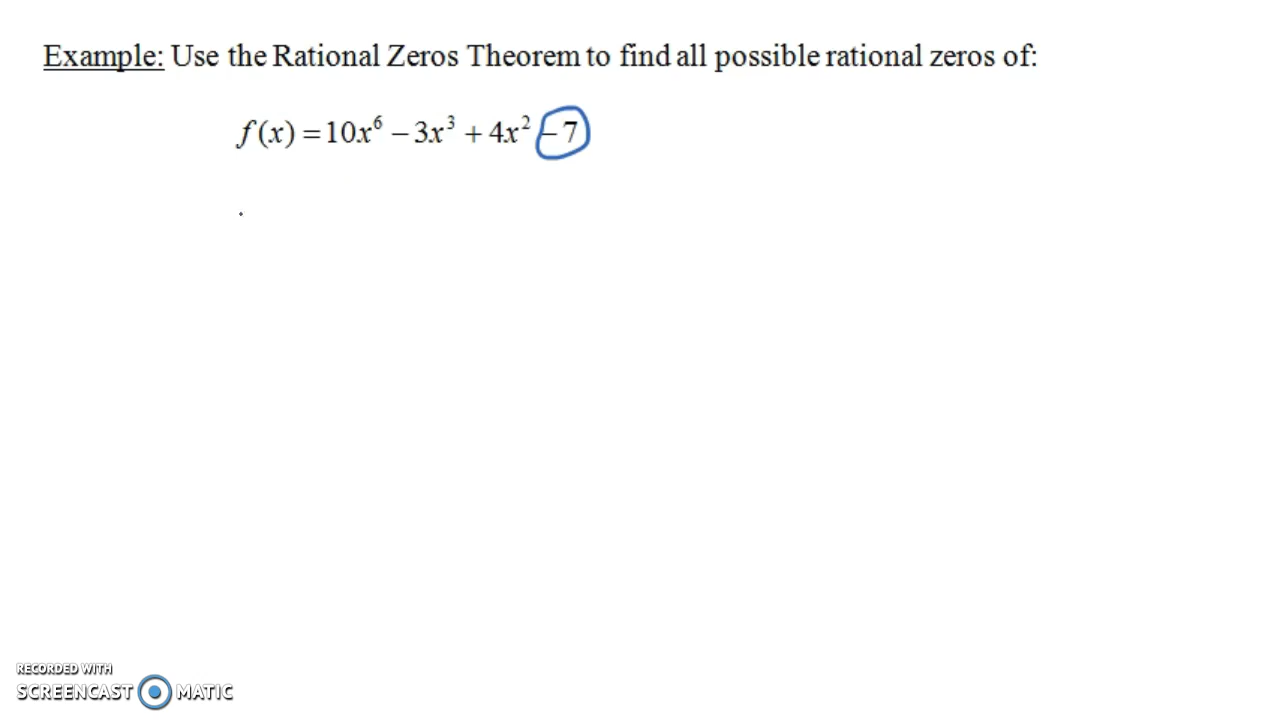 Example: Use the Rational Zeros Theorem to find all possible rational zeros of:
f(x) = 10x⁶ − 3x³ + 4x² − 7
RECORDED WITH
SCREENCAST MATIC